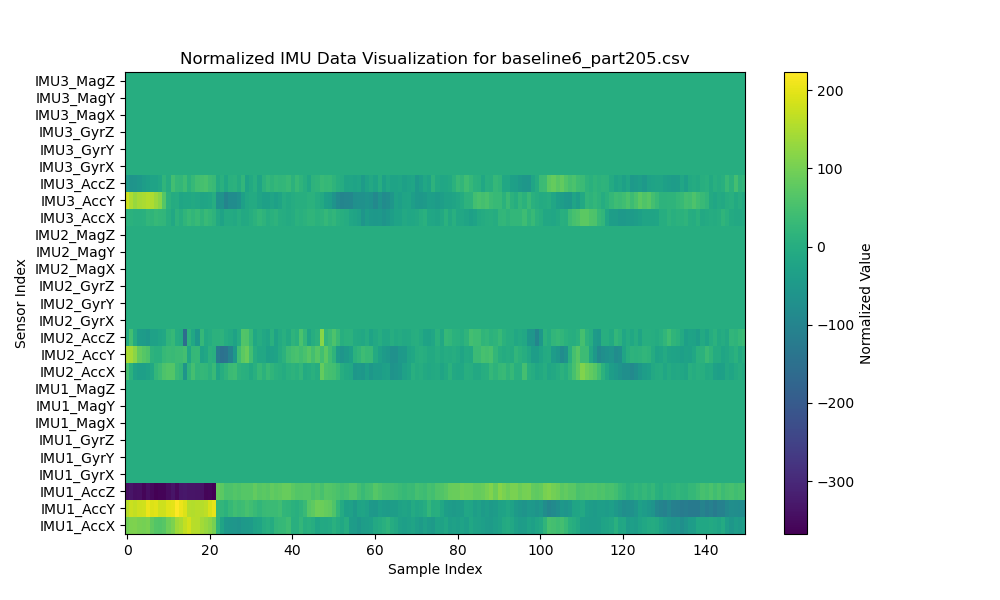 Normalized IMU Data Visualization for baseline6_part205.csv
IMU3_MagZ
IMU3_MagY
IMU3_MagX
IMU3_GyrZ
IMU3_GyrY
IMU3_GyrX
IMU3_AccZ
IMU3_AccY
IMU3_AccX
IMU2_MagZ
IMU2_MagY
IMU2_MagX
IMU2_GyrZ
IMU2_GyrY
IMU2_GyrX
IMU2_AccZ
IMU2_AccY
IMU2_AccX
IMU1_MagZ
IMU1_MagY
IMU1_MagX
IMU1_GyrZ
IMU1_GyrY
IMU1_GyrX
IMU1_AccZ
IMU1_AccY
IMU1_AccX
Sensor Index
0 20 40 60 80 100 120 140
Sample Index
200
100
0
−100
−200
−300
Normalized Value